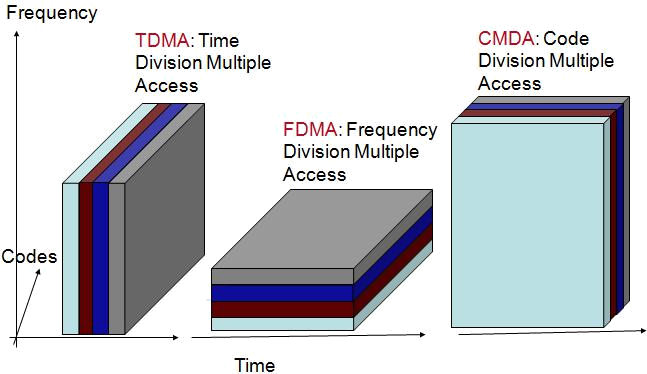 Frequency
TDMA: Time
Division Multiple
Access
FDMA: Frequency
Division Multiple
Access
CMDA: Code
Division Multiple
Access
Codes
Time